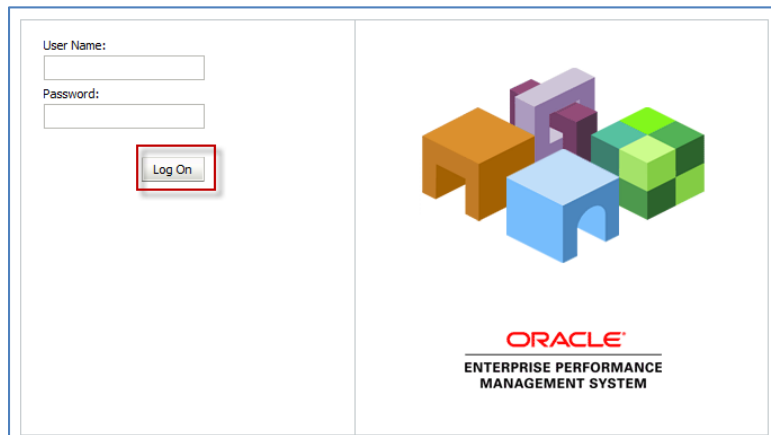 User Name:
Password:
Log On
ORACLE®
ENTERPRISE PERFORMANCE
MANAGEMENT SYSTEM